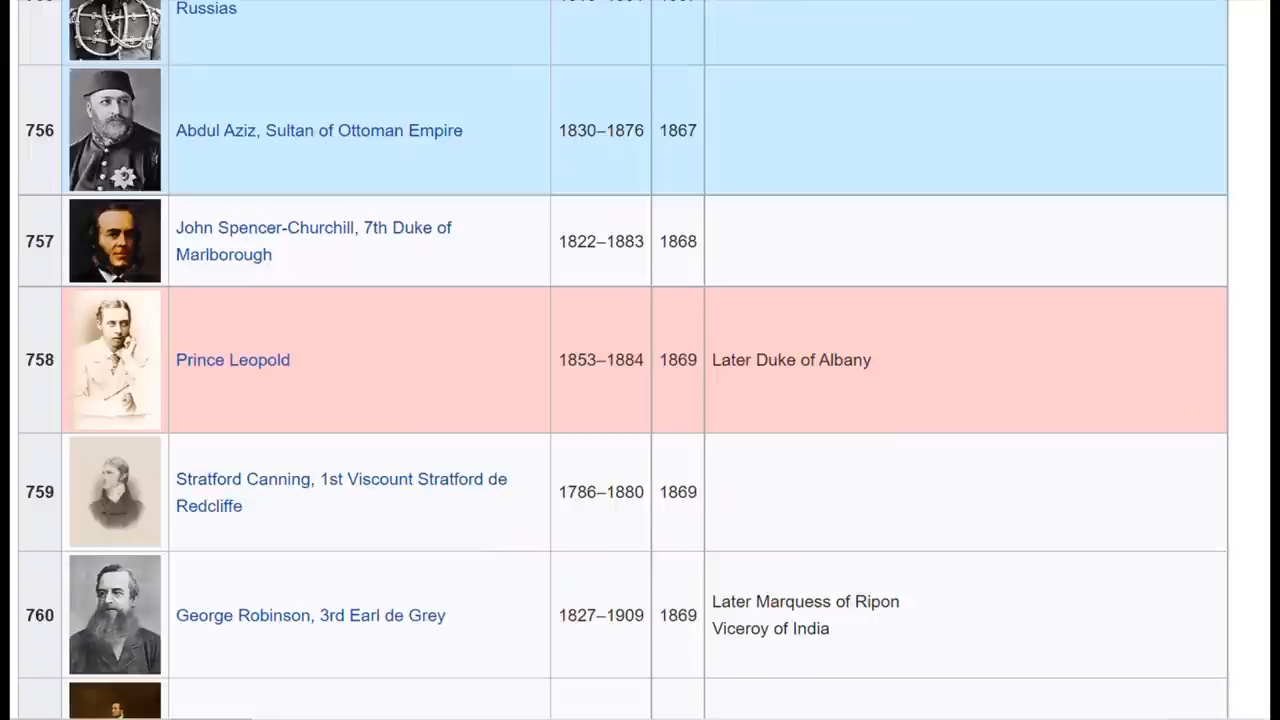 Russias
756
Abdul Aziz, Sultan of Ottoman Empire
1830–1876
1867
757
John Spencer-Churchill, 7th Duke of
Marlborough
1822–1883
1868
758
Prince Leopold
1853–1884
1869
Later Duke of Albany
759
Stratford Canning, 1st Viscount Stratford de
Redcliffe
1786–1880
1869
760
George Robinson, 3rd Earl de Grey
1827–1909
1869
Later Marquess of Ripon
Viceroy of India